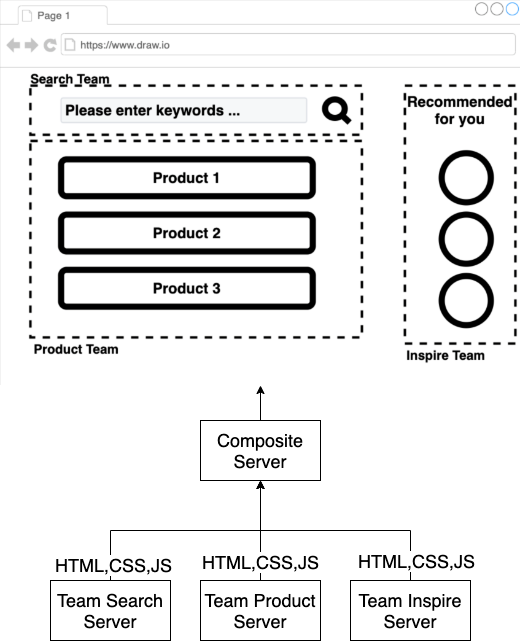 Page 1
https://www.draw.io
Search Team
Please enter keywords ...
Product 1
Product 2
Product 3
Product Team
Recommended
for you
Inspire Team
Composite
Server
HTML,CSS,JS
HTML,CSS,JS
HTML,CSS,JS
Team Search
Server
Team Product
Server
Team Inspire
Server